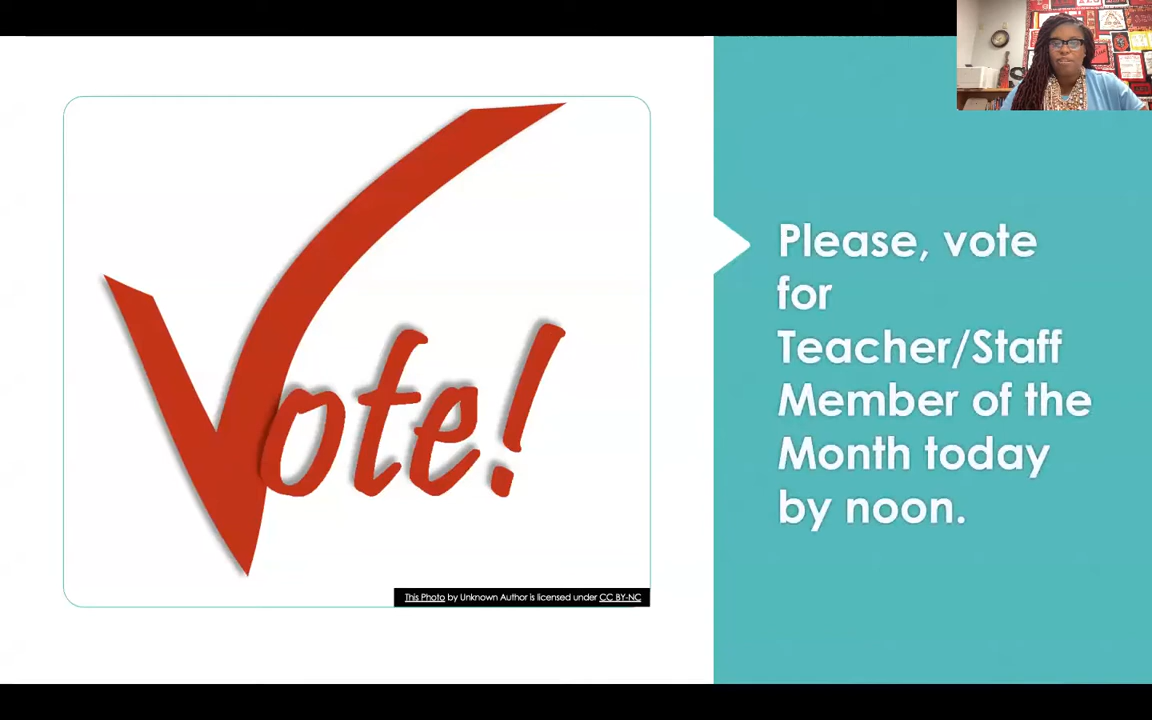 Vote!
Please, vote
for
Teacher/Staff
Member of the
Month today
by noon.
This Photo by Unknown Author is licensed under CC BY-NC